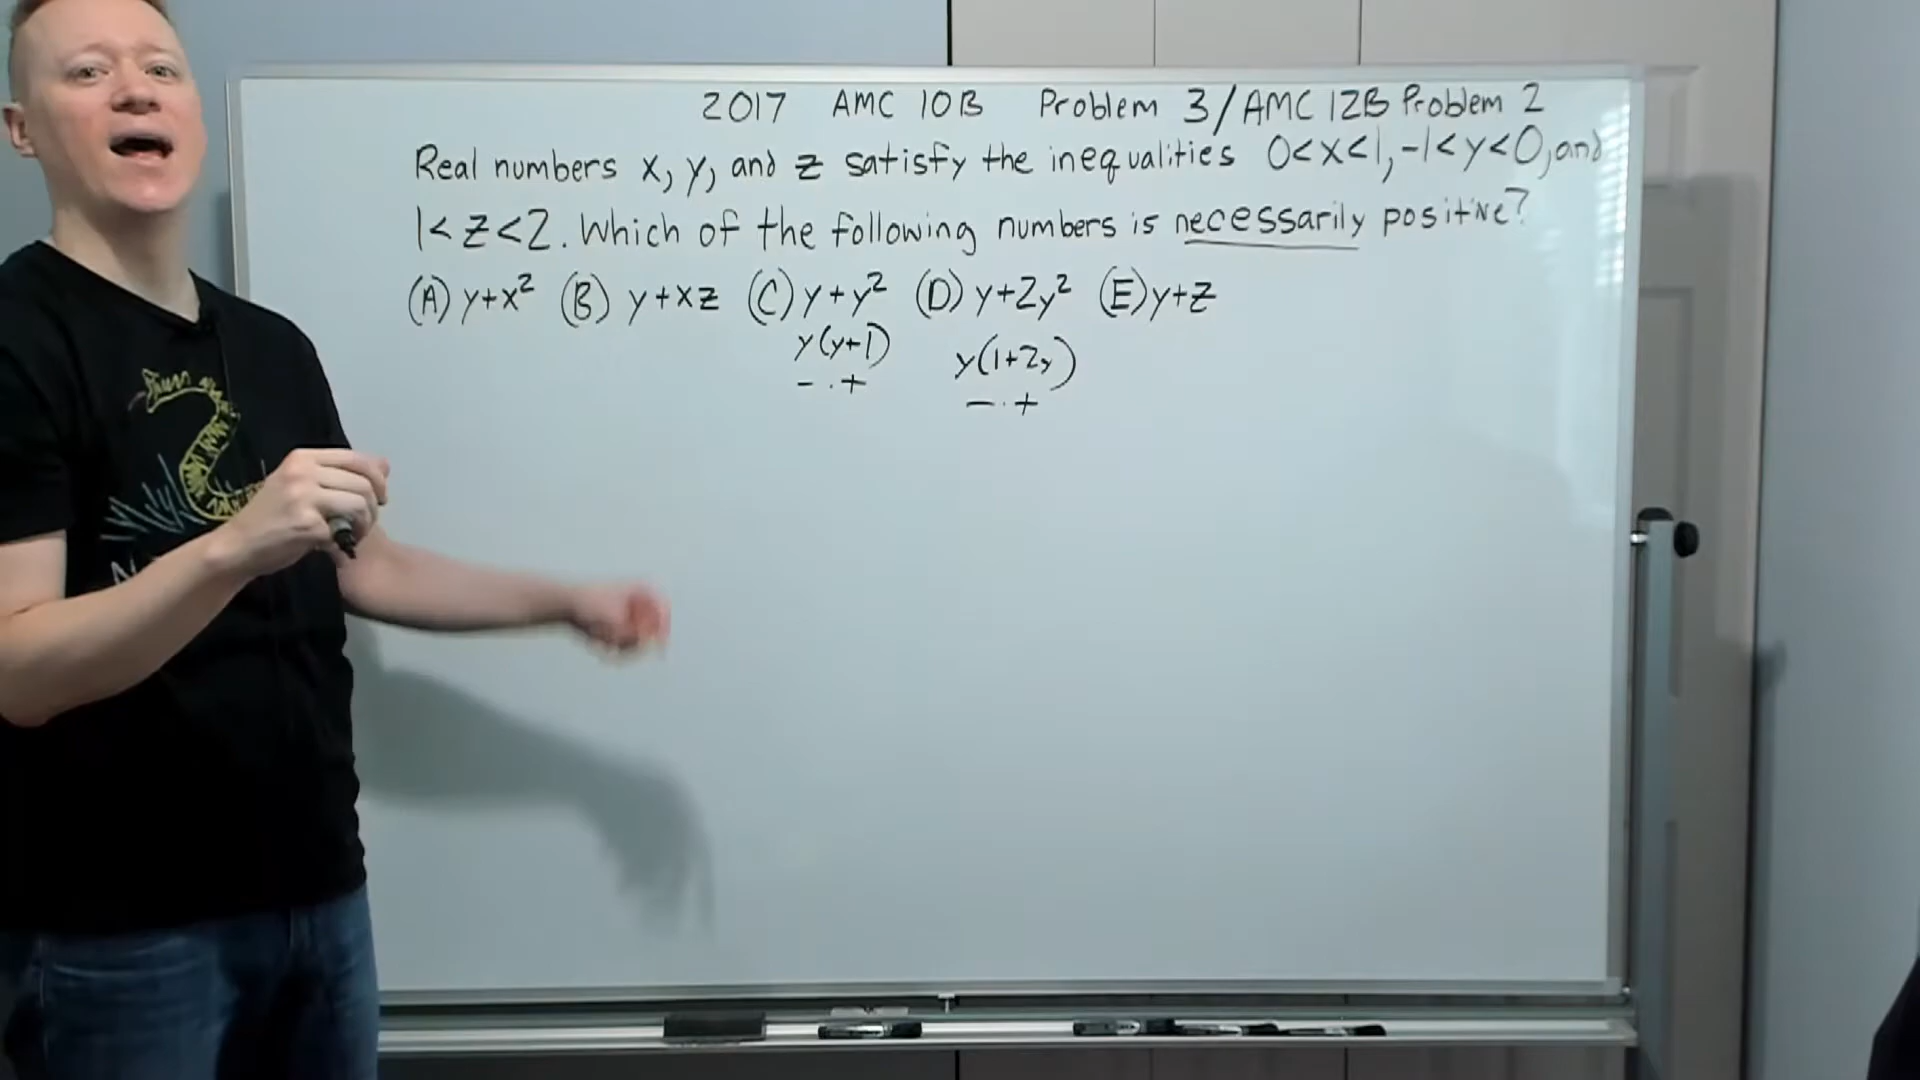 2017 AMC 10B Problem 3/AMC 12B Problem 2
Real numbers x, y, and z satisfy the inequalities 0<x<1, -1<y<0, and
1<z<2. Which of the following numbers is necessarily positive?
(A) y+x² (B) y+xz (C) y+y² (D) y+2y² (E) y+z
y(y+1) y(1+2y)
- · + - · +